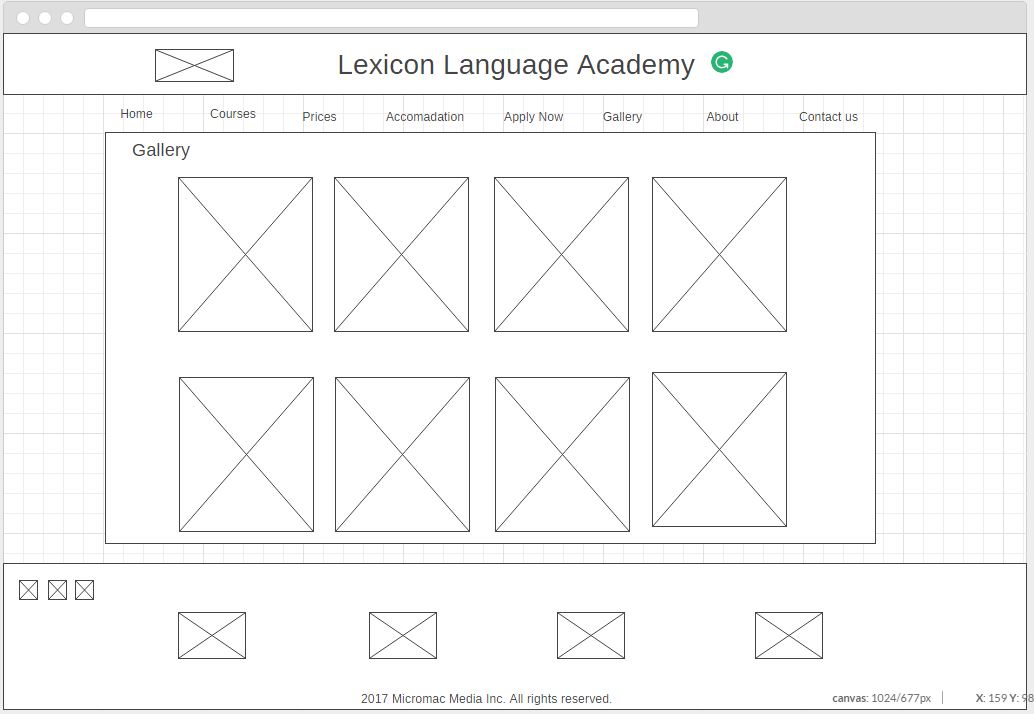 Lexicon Language Academy
Home Courses Prices Accomadation Apply Now Gallery About Contact us
Gallery
2017 Micromac Media Inc. All rights reserved.
canvas: 1024/677px X: 159 Y: 98